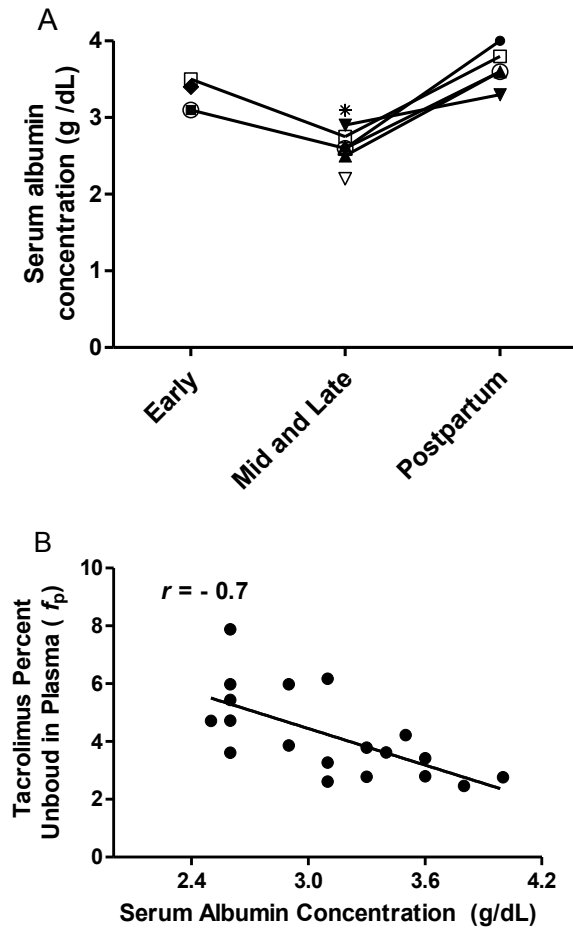 A
Serum albumin
concentration (g /dL)
4
3
2
1
0
*
Early
Mid and Late
Postpartum
B
r = - 0.7
Tacrolimus Percent
Unboud in Plasma ( fp)
10
8
6
4
2
0
2.4 3.0 3.6 4.2
Serum Albumin Concentration (g/dL)